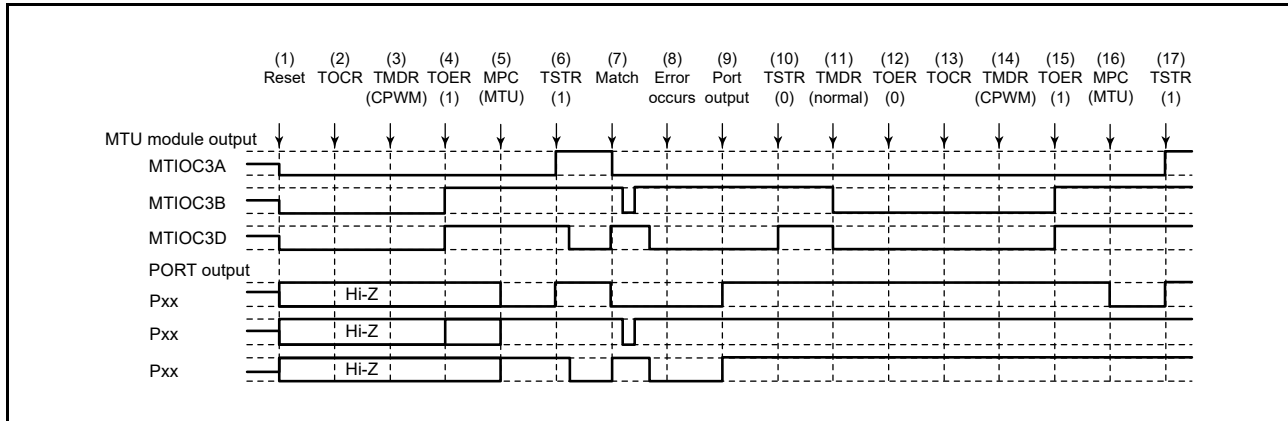 (1) (2) (3) (4) (5) (6) (7) (8) (9) (10) (11) (12) (13) (14) (15) (16) (17)
Reset TOCR TMDR TOER MPC TSTR Match Error Port TSTR TMDR TOER TOCR TMDR TOER MPC TSTR
(CPWM) (1) (MTU) (1) occurs output (0) (normal) (0) (CPWM) (1) (MTU) (1)
MTU module output
MTIOC3A
MTIOC3B
MTIOC3D
PORT output
Pxx Hi-Z
Pxx Hi-Z
Pxx Hi-Z